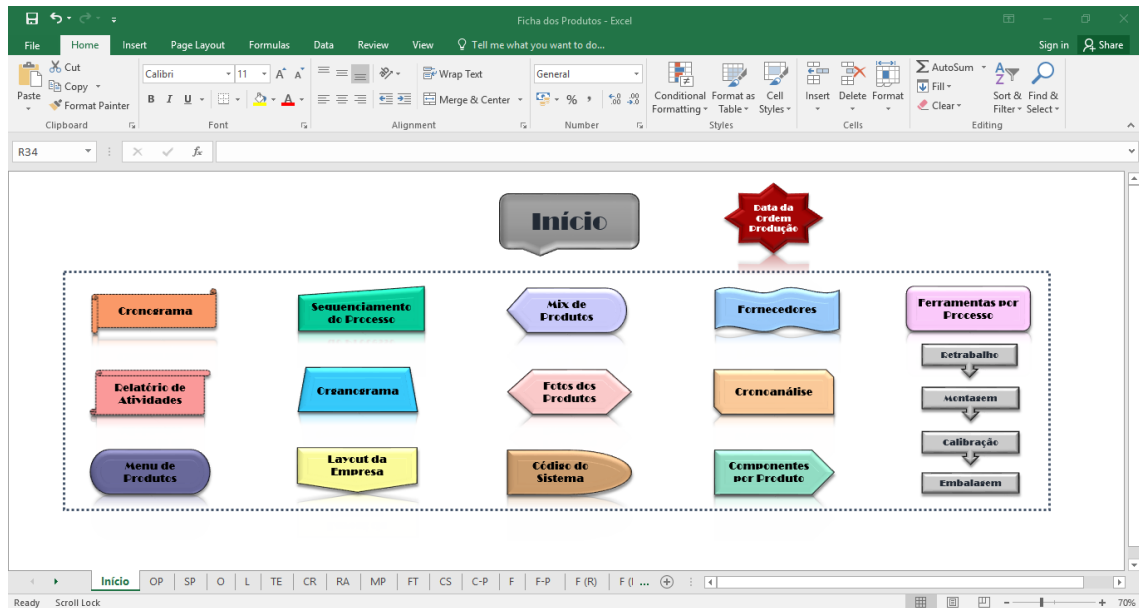 Ficha dos Produtos - Excel
File Home Insert Page Layout Formulas Data Review View Tell me what you want to do... Sign in Share
Paste
Cut
Copy
Format Painter
Clipboard
Calibri 11
B I U
Font
Wrap Text
Merge & Center
Alignment
General
Number
Conditional Formatting
Format as Table
Cell Styles
Styles
Insert Delete Format
Cells
AutoSum
Fill
Clear
Sort & Filter
Find & Select
Editing
R34
fx
Início
Data da
Ordem
Produção
Cronograma
Sequenciamento
do Processo
Mix de
Produtos
Fornecedores
Ferramentas por
Processo
Retrabalho
Relatório de
Atividades
Organograma
Fotos dos
Produtos
Cronoanálise
Montagem
Calibração
Menu de
Produtos
Layout da
Empresa
Código do
Sistema
Componentes
por Produto
Embalagem
Início OP SP O L TE CR RA MP FT CS C-P F F-P F (R) F (I ...
Ready Scroll Lock 70%